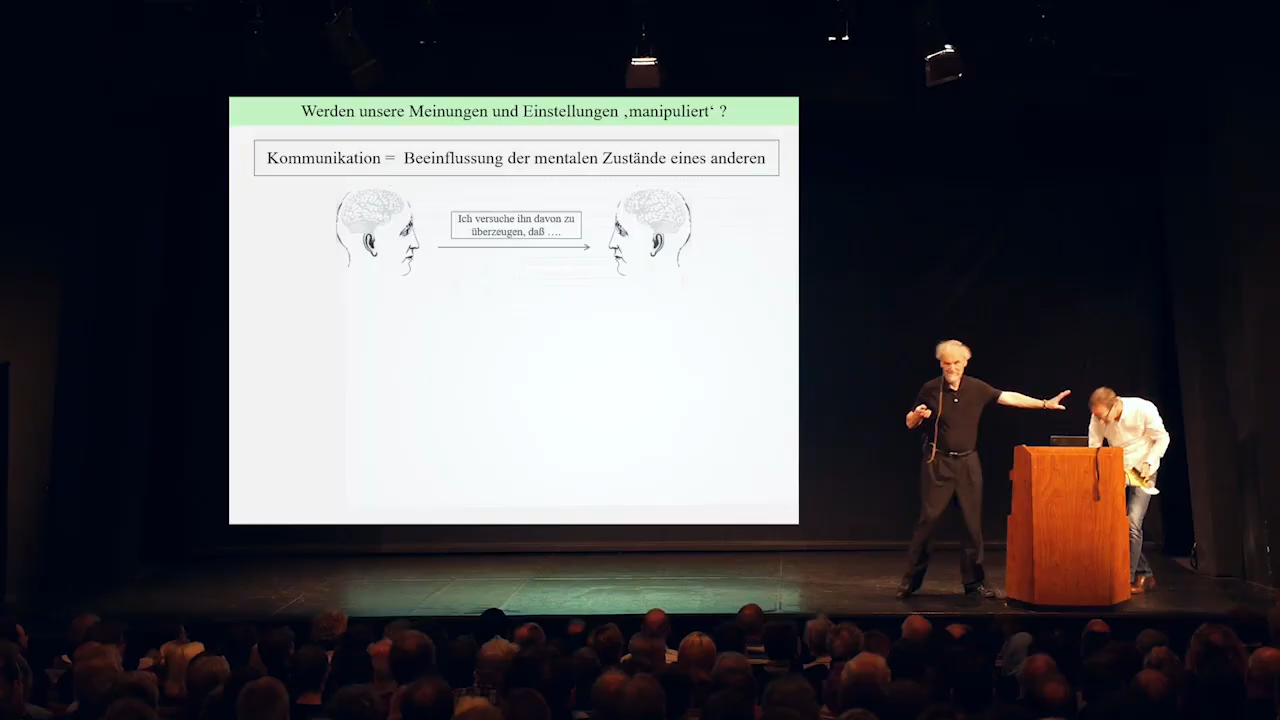 Werden unsere Meinungen und Einstellungen ‚manipuliert‘ ?
Kommunikation = Beeinflussung der mentalen Zustände eines anderen
Ich versuche ihn davon zu
überzeugen, daß ….